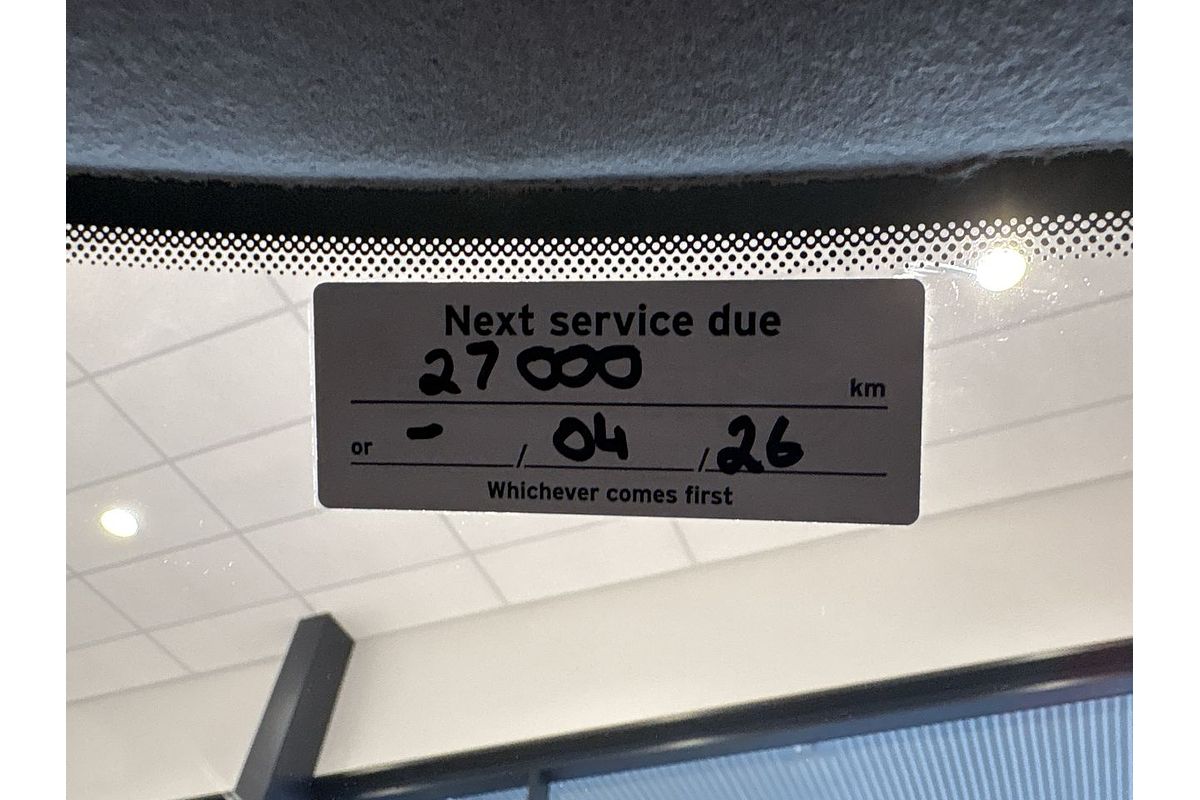 Next service due
27000 km
or - / 04 / 26
Whichever comes first